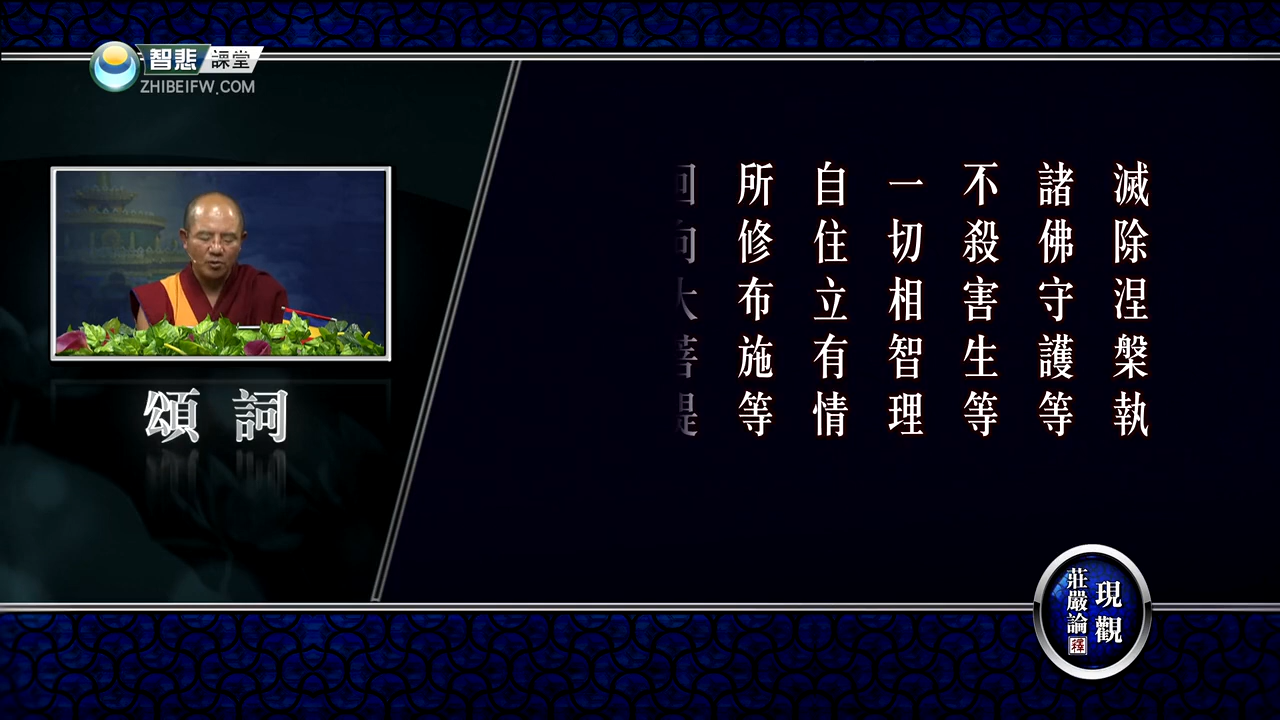 智悲課堂
ZHIBEIFW.COM
頌詞
滅除涅槃執
諸佛守護等
不殺害生等
一切相智理
自住立有情
所修布施等
回向大菩提
現觀
莊嚴論釋